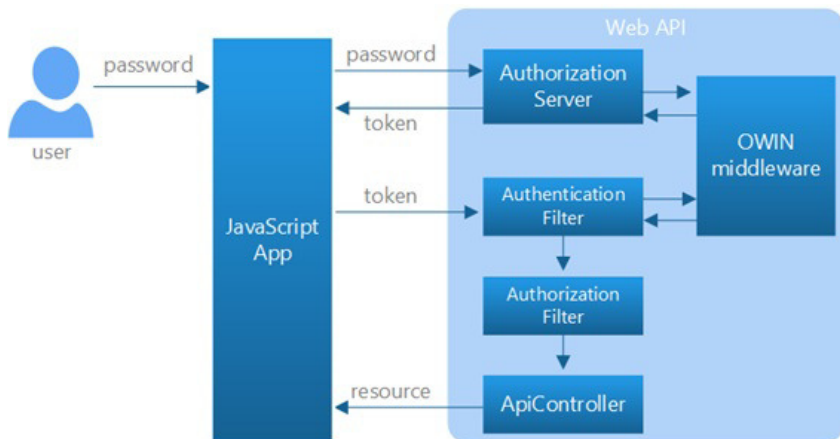 Web API
password
password
Authorization
Server
user
token
OWIN
middleware
token
Authentication
Filter
JavaScript
App
Authorization
Filter
resource
ApiController